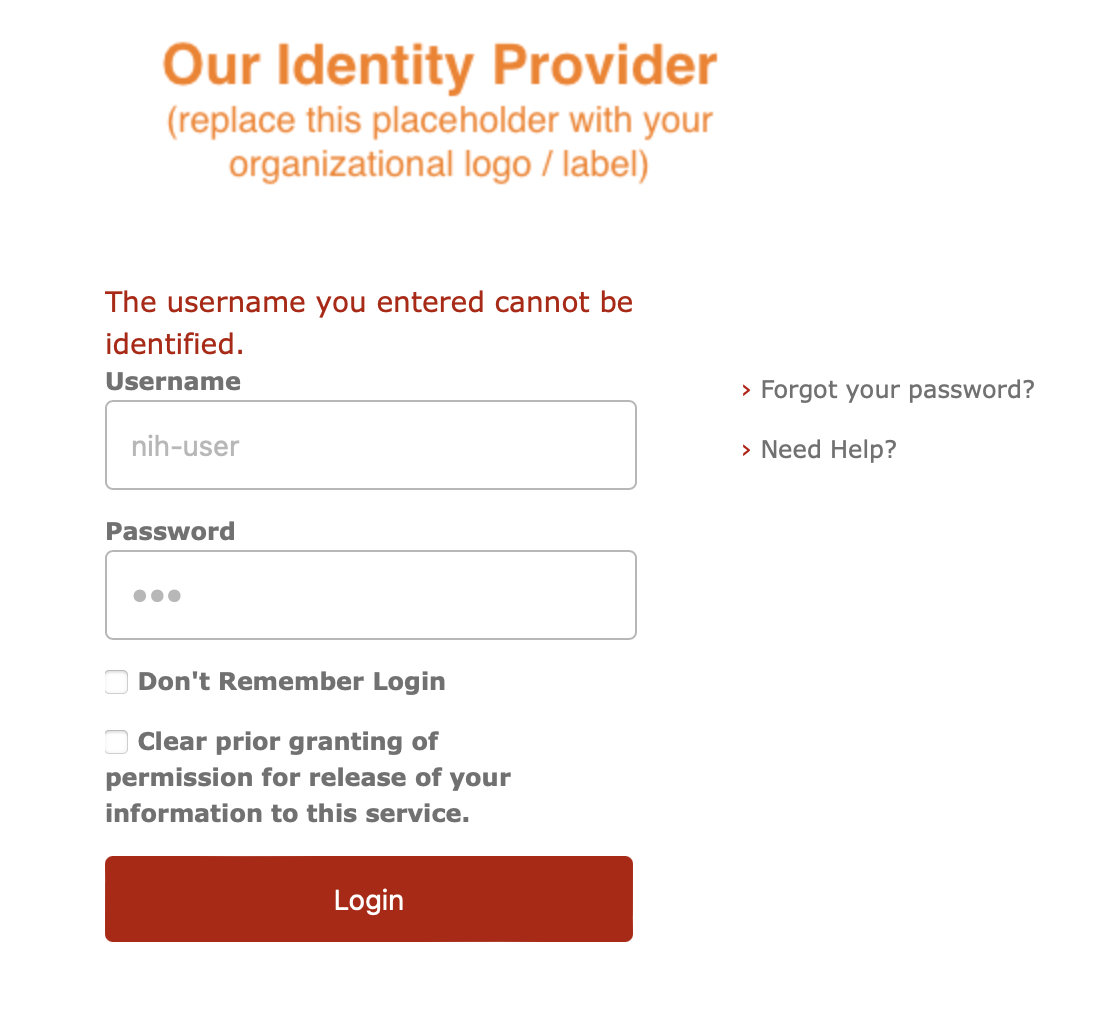 Our Identity Provider
(replace this placeholder with your
organizational logo / label)
The username you entered cannot be
identified.
Username
nih-user
› Forgot your password?
› Need Help?
Password
•••
Don't Remember Login
Clear prior granting of
permission for release of your
information to this service.
Login